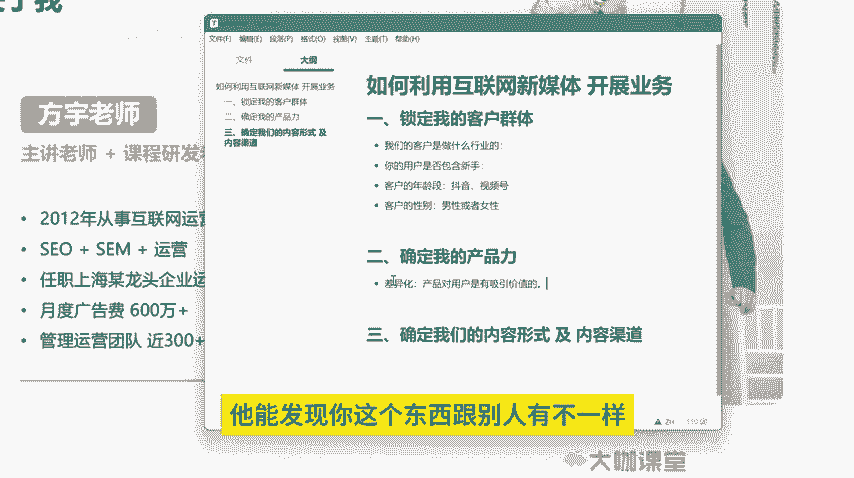 方宇老师
主讲老师 + 课程研发
• 2012年从事互联网运营
• SEO + SEM + 运营
• 任职上海某龙头企业运
• 月度广告费 600万+
• 管理运营团队 近300+
文件(F) 编辑(E) 段落(P) 格式(O) 视图(V) 主题(T) 帮助(H)
文件 大纲
如何利用互联网新媒体 开展业务
一、锁定我的客户群体
二、确定我的产品力
三、确定我们的内容形式 及
内容渠道
如何利用互联网新媒体 开展业务
一、锁定我的客户群体
• 我们的客户是做什么行业的：
• 你的用户是否包含新手：
• 客户的年龄段：抖音、视频号
• 客户的性别：男性或者女性
二、确定我的产品力
• 差异化：产品对用户是有吸引价值的。
三、确定我们的内容形式 及 内容渠道
他能发现你这个东西跟别人有不一样
大咖课堂